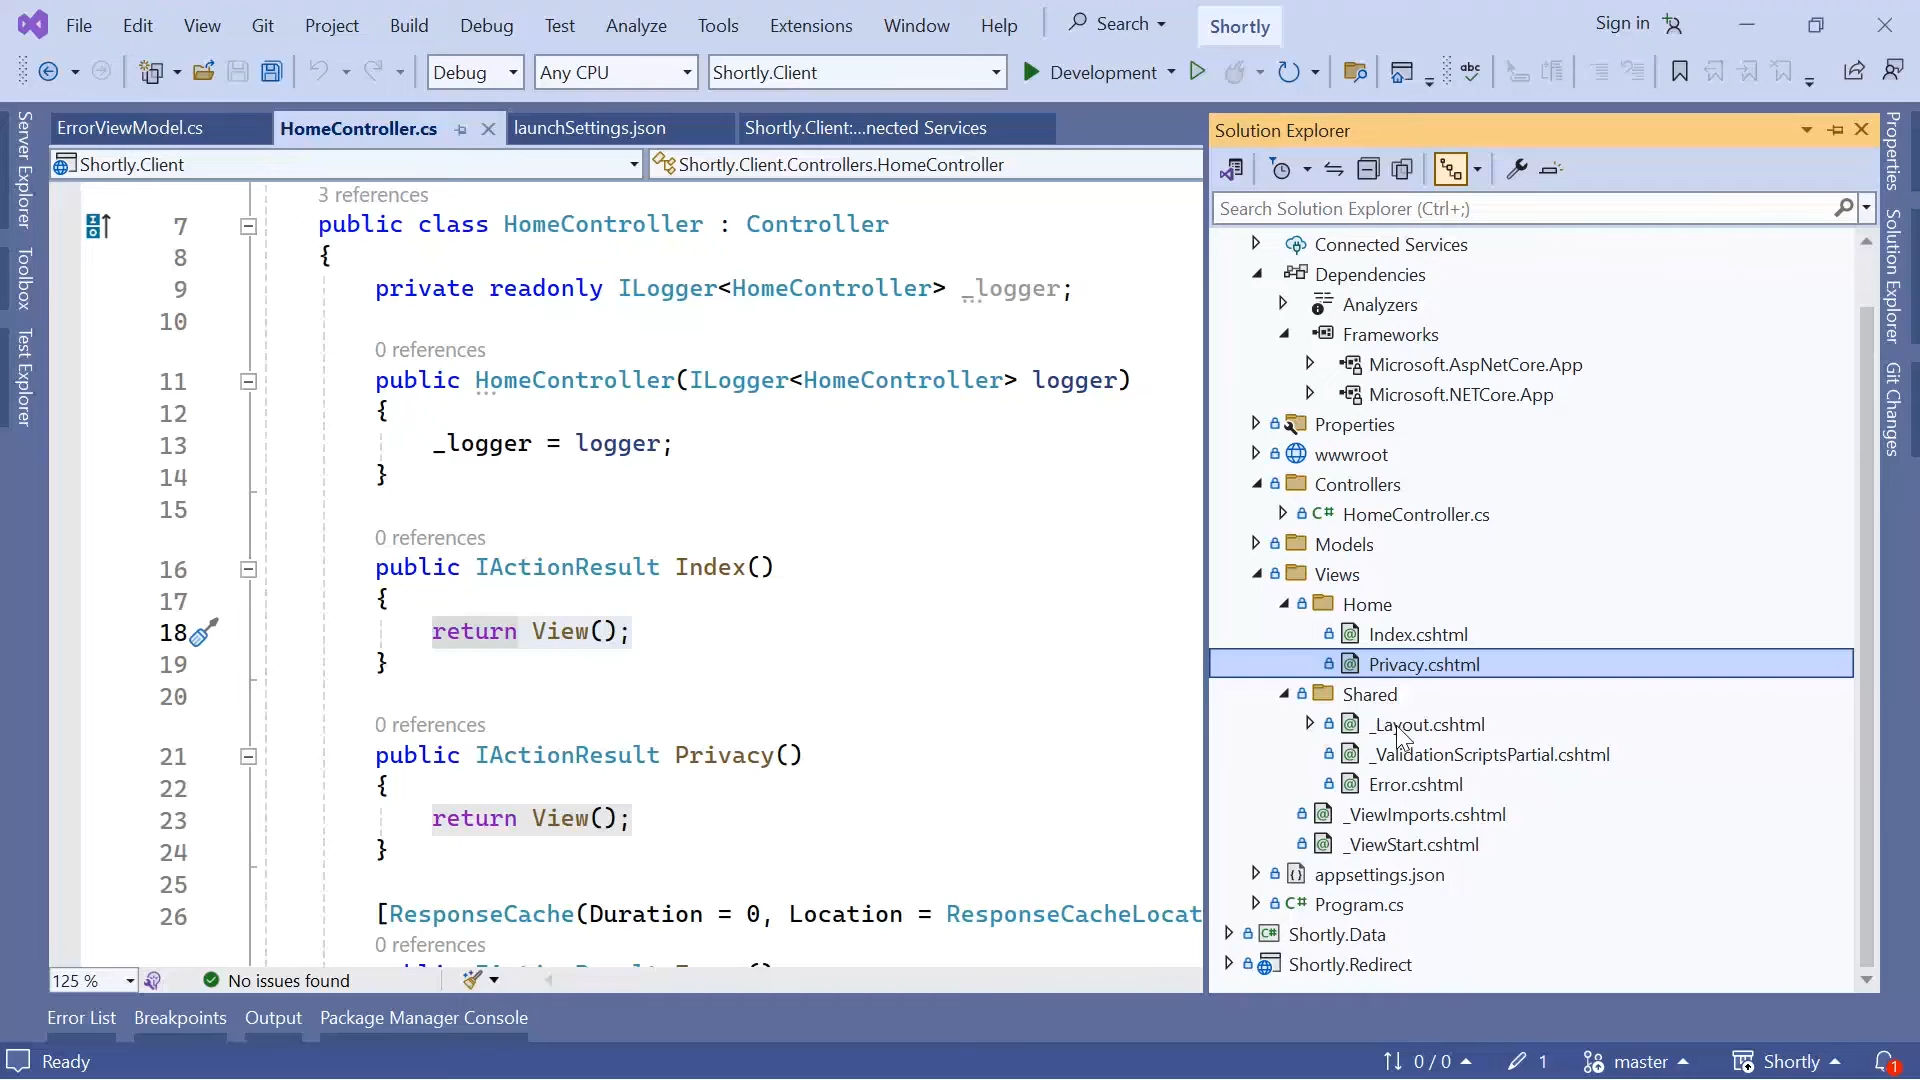 File Edit View Git Project Build Debug Test Analyze Tools Extensions Window Help Search Shortly Sign in
Debug Any CPU Shortly.Client Development abc
ErrorViewModel.cs HomeController.cs launchSettings.json Shortly.Client:...nected Services
Shortly.Client Shortly.Client.Controllers.HomeController
Server Explorer
Toolbox
Test Explorer
3 references
7 public class HomeController : Controller
8 {
9 private readonly ILogger<HomeController> _logger;
10
0 references
11 public HomeController(ILogger<HomeController> logger)
12 {
13 _logger = logger;
14 }
15
0 references
16 public IActionResult Index()
17 {
18 return View();
19 }
20
0 references
21 public IActionResult Privacy()
22 {
23 return View();
24 }
25
26 [ResponseCache(Duration = 0, Location = ResponseCacheLocat
0 references
125 % No issues found
Solution Explorer
Search Solution Explorer (Ctrl+;)
Connected Services
Dependencies
Analyzers
Frameworks
Microsoft.AspNetCore.App
Microsoft.NETCore.App
Properties
wwwroot
Controllers
C# HomeController.cs
Models
Views
Home
Index.cshtml
Privacy.cshtml
Shared
_Layout.cshtml
_ValidationScriptsPartial.cshtml
Error.cshtml
_ViewImports.cshtml
_ViewStart.cshtml
appsettings.json
C# Program.cs
C# Shortly.Data
Shortly.Redirect
Properties
Solution Explorer
Git Changes
Error List Breakpoints Output Package Manager Console
Ready 0 / 0 1 master Shortly 1